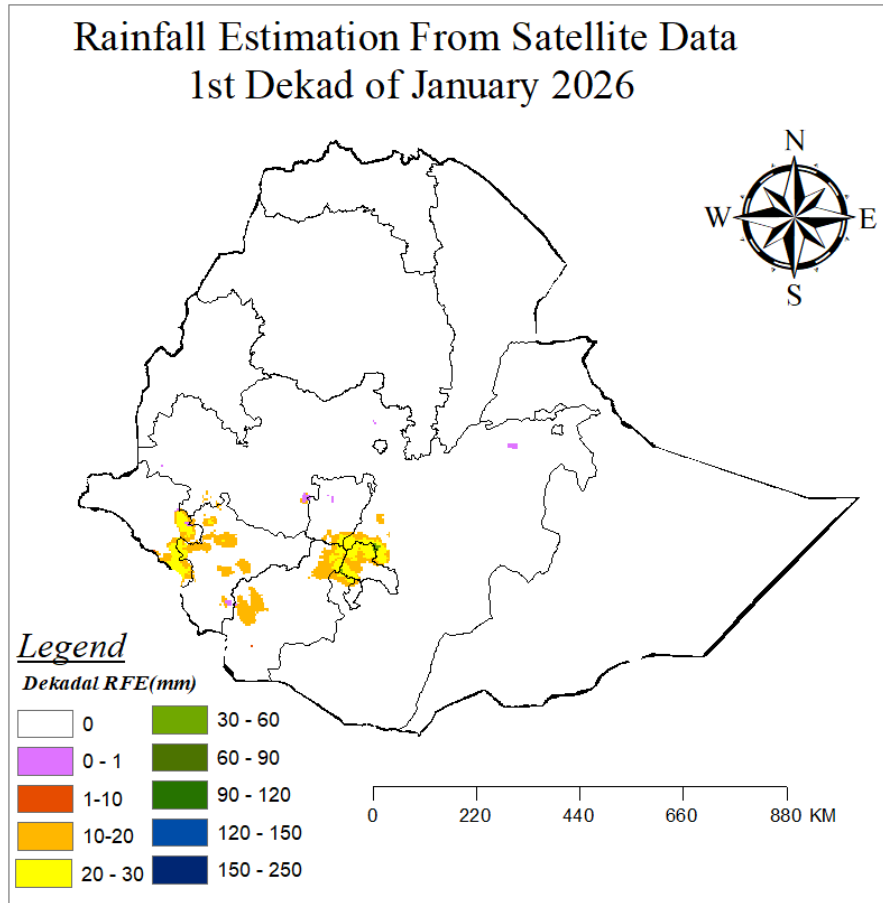 Rainfall Estimation From Satellite Data
1st Dekad of January 2026
N
W
E
S
Legend
Dekadal RFE(mm)
0
0 - 1
1-10
10-20
20 - 30
30 - 60
60 - 90
90 - 120
120 - 150
150 - 250
0 220 440 660 880 KM